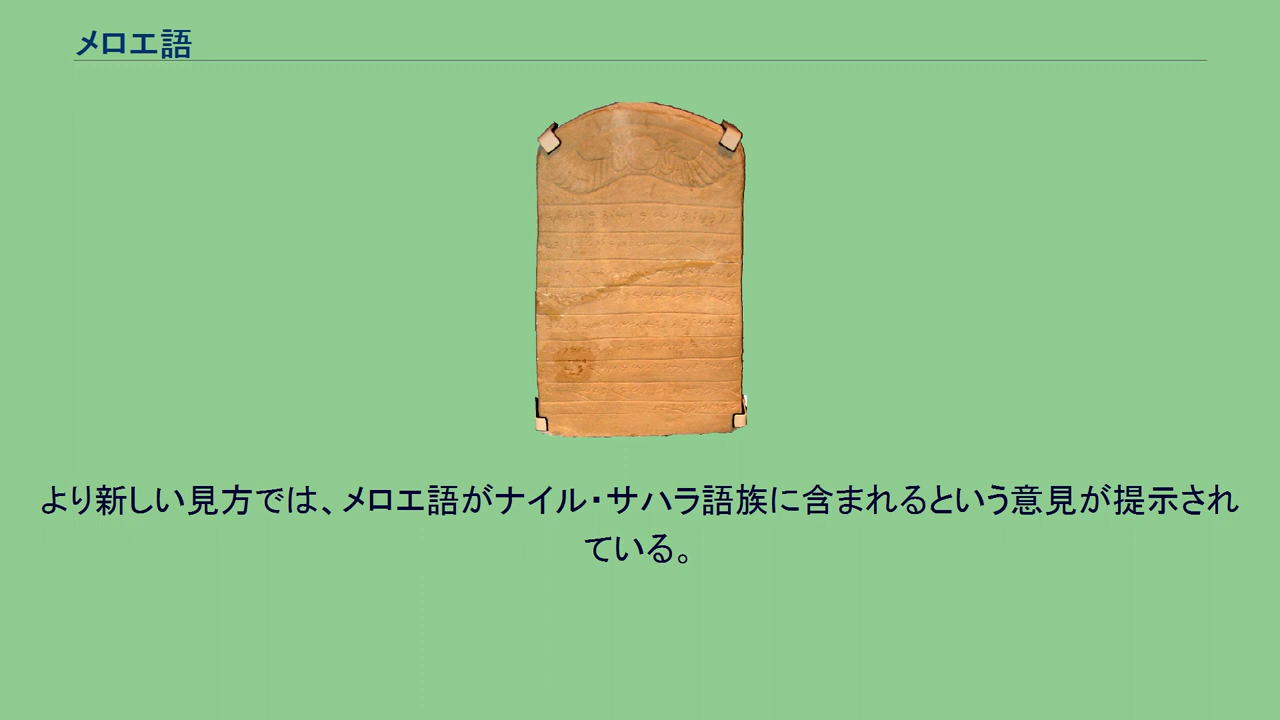 メロエ語
より新しい見方では、メロエ語がナイル・サハラ語族に含まれるという意見が提示され
ている。